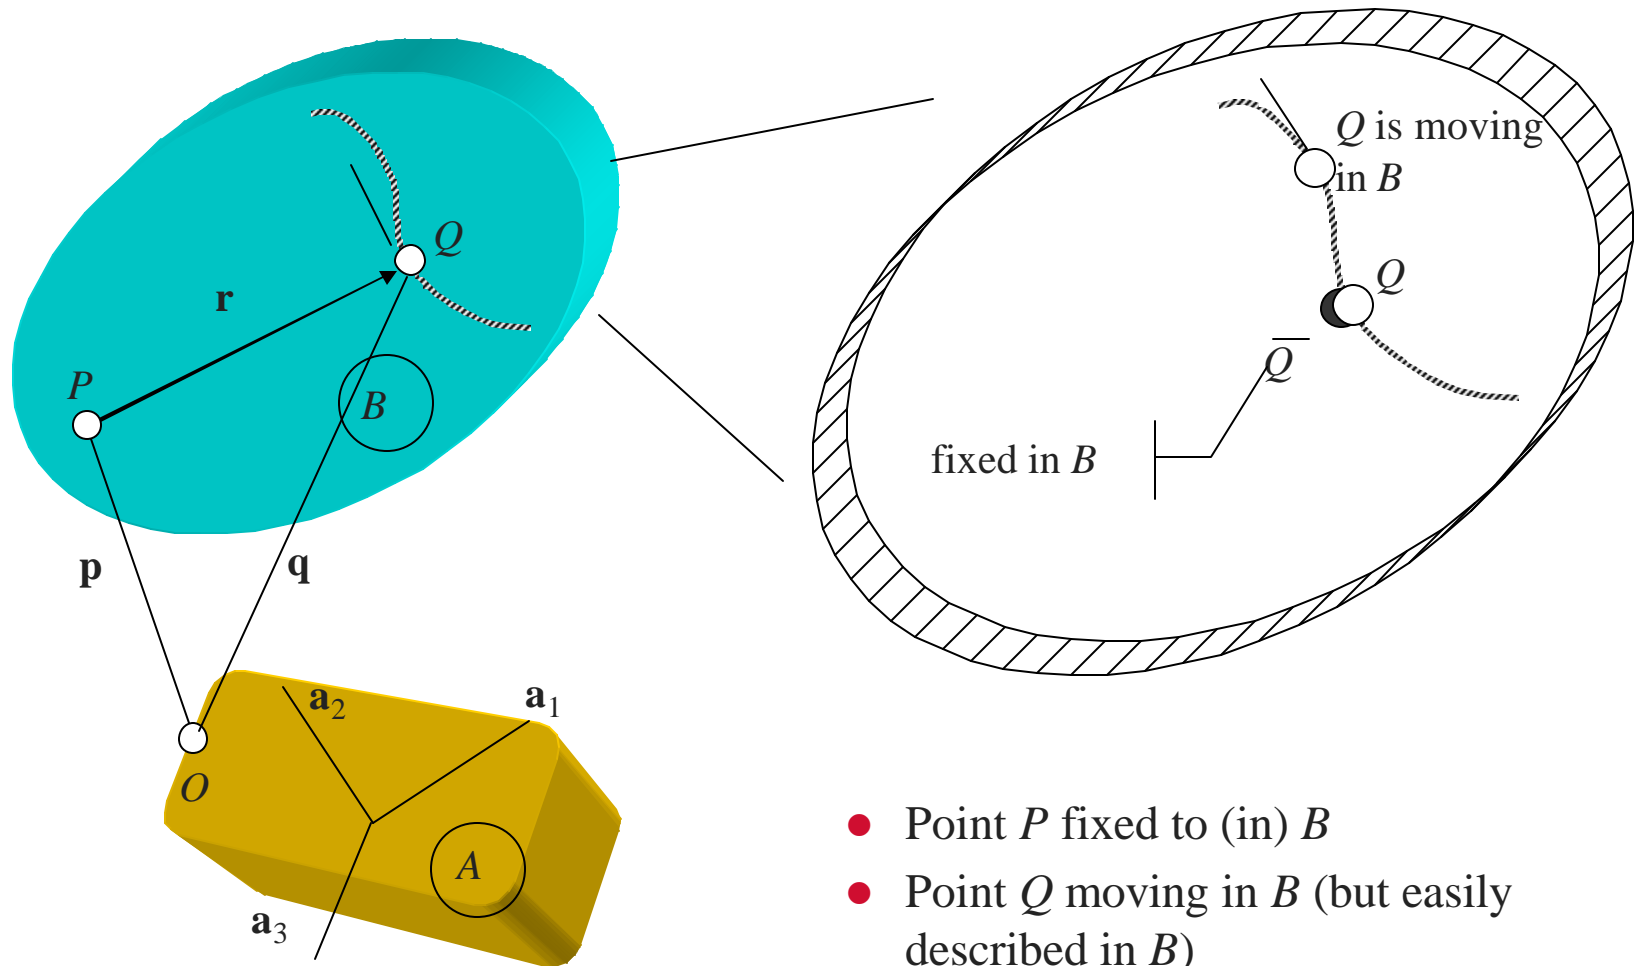 Q
r
P
B
p
q
O
a2
a1
a3
A
Q is moving
in B
Q
Q̅
fixed in B
● Point P fixed to (in) B
● Point Q moving in B (but easily
described in B)